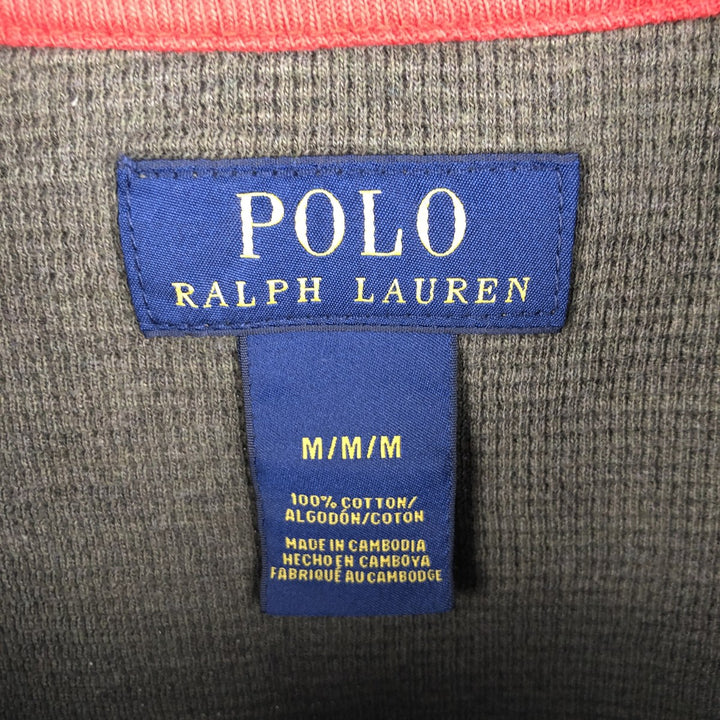 POLO
RALPH LAUREN
M/M/M
100% COTTON/
ALGODÓN/COTON
MADE IN CAMBODIA
HECHO EN CAMBOYA
FABRIQUÉ AU CAMBODGE